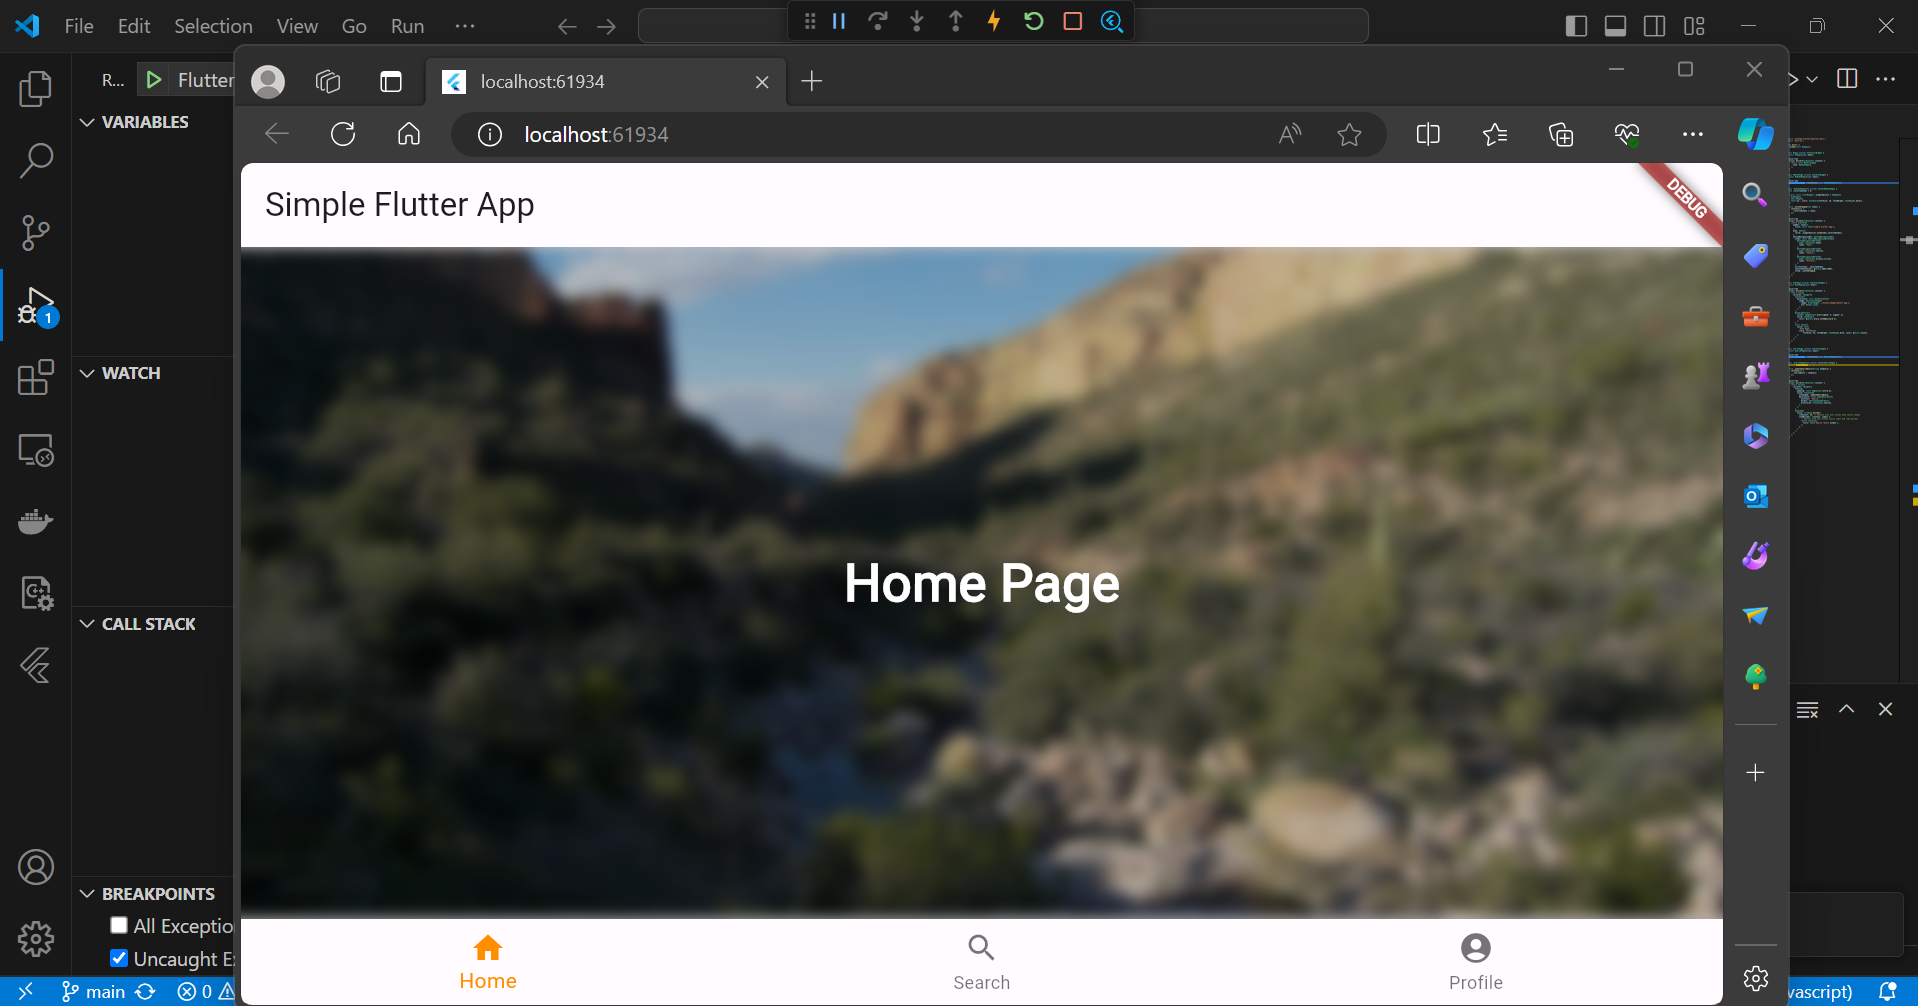 File Edit Selection View Go Run ...
R... Flutter
VARIABLES
WATCH
CALL STACK
BREAKPOINTS
All Exceptio
Uncaught E
1
main 0
localhost:61934
localhost:61934
Simple Flutter App
DEBUG
Home Page
Home
Search
Profile
vascript)